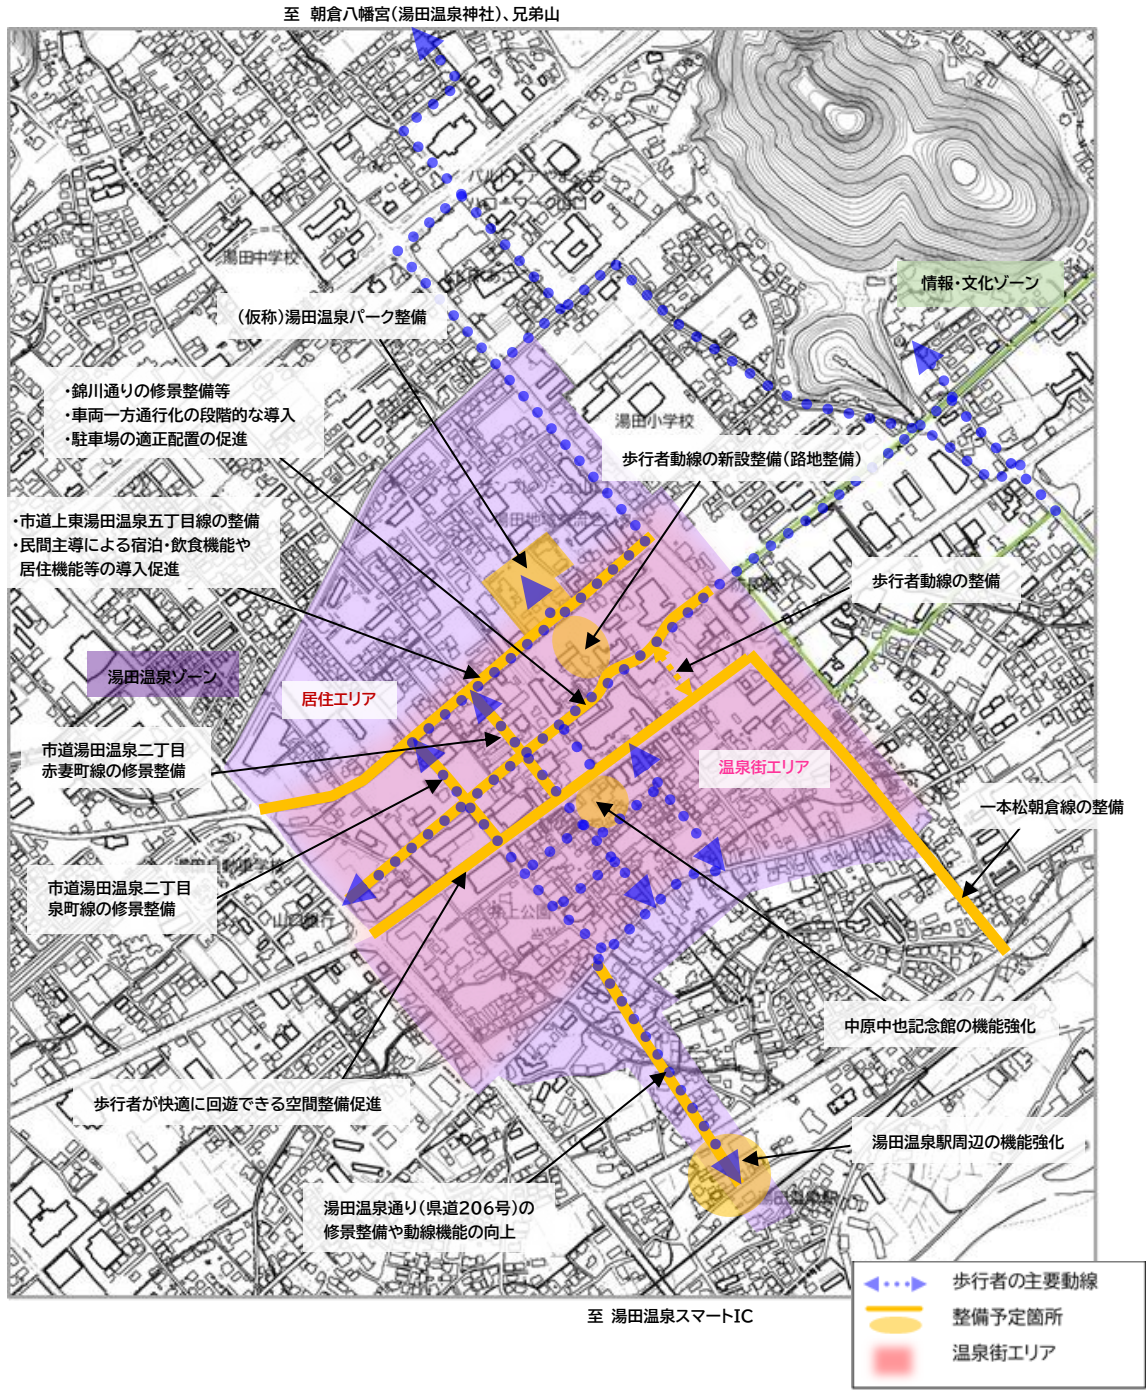 至 朝倉八幡宮(湯田温泉神社)、兄弟山
湯田中学校
情報・文化ゾーン
(仮称)湯田温泉パーク整備
・錦川通りの修景整備等
・車両一方通行化の段階的な導入
・駐車場の適正配置の促進
湯田小学校
歩行者動線の新設整備(路地整備)
・市道上東湯田温泉五丁目線の整備
・民間主導による宿泊・飲食機能や
居住機能等の導入促進
歩行者動線の整備
湯田温泉ゾーン
居住エリア
市道湯田温泉二丁目
赤妻町線の修景整備
温泉街エリア
一本松朝倉線の整備
市道湯田温泉二丁目
泉町線の修景整備
井上公園
中原中也記念館の機能強化
歩行者が快適に回遊できる空間整備促進
湯田温泉駅周辺の機能強化
湯田温泉通り(県道206号)の
修景整備や動線機能の向上
至 湯田温泉スマートIC
歩行者の主要動線
整備予定箇所
温泉街エリア